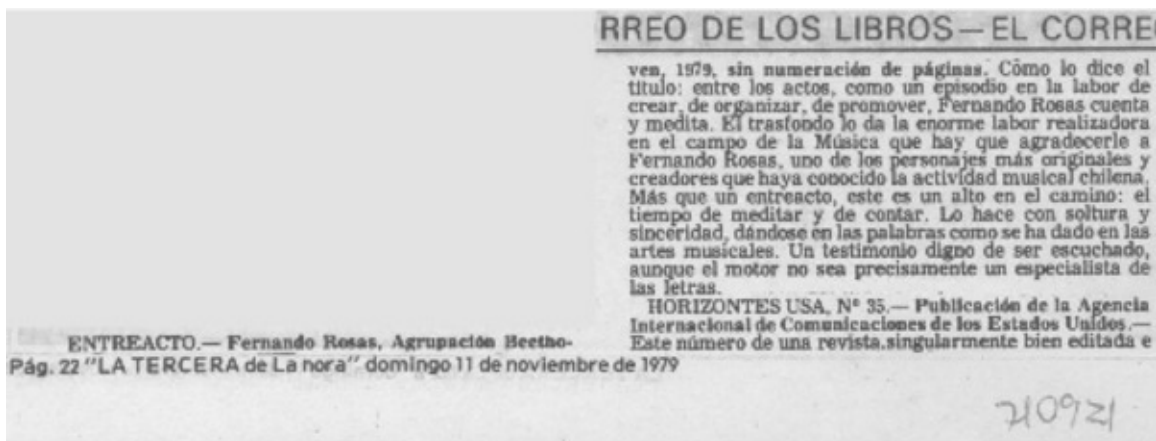 RREO DE LOS LIBROS — EL CORREO
ENTREACTO.— Fernando Rosas, Agrupación Beetho-
ven, 1979, sin numeración de páginas. Cómo lo dice el
título: entre los actos, como un episodio en la labor de
crear, de organizar, de promover, Fernando Rosas cuenta
y medita. El trasfondo lo da la enorme labor realizadora
en el campo de la Música que hay que agradecerle a
Fernando Rosas, uno de los personajes más originales y
creadores que haya conocido la actividad musical chilena.
Más que un entreacto, este es un alto en el camino: el
tiempo de meditar y de contar. Lo hace con soltura y
sinceridad, dándose en las palabras como se ha dado en las
artes musicales. Un testimonio digno de ser escuchado,
aunque el motor no sea precisamente un especialista de
las letras.
HORIZONTES USA, Nº 35.— Publicación de la Agencia
Internacional de Comunicaciones de los Estados Unidos.—
Este número de una revista singularmente bien editada e
Pág. 22 "LA TERCERA de La nora" domingo 11 de noviembre de 1979